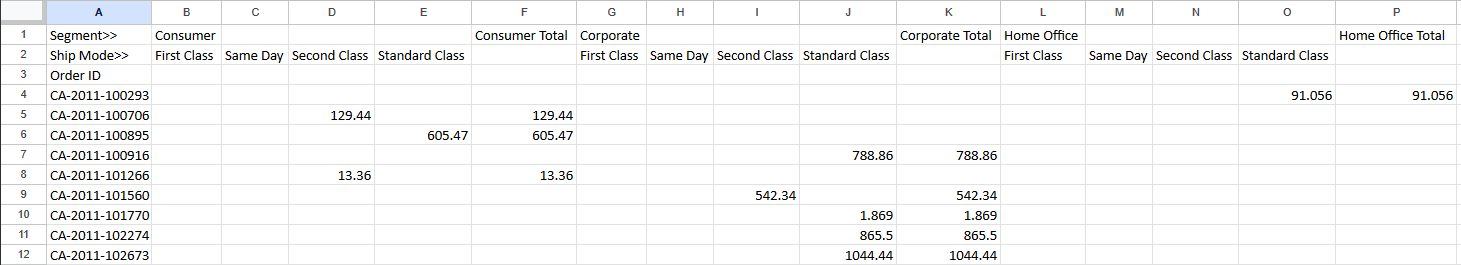 A B C D E F G H I J K L M N O P
1 Segment>> Consumer Consumer Total Corporate Corporate Total Home Office Home Office Total
2 Ship Mode>> First Class Same Day Second Class Standard Class First Class Same Day Second Class Standard Class First Class Same Day Second Class Standard Class
3 Order ID
4 CA-2011-100293 91.056 91.056
5 CA-2011-100706 129.44 129.44
6 CA-2011-100895 605.47 605.47
7 CA-2011-100916 788.86 788.86
8 CA-2011-101266 13.36 13.36
9 CA-2011-101560 542.34 542.34
10 CA-2011-101770 1.869 1.869
11 CA-2011-102274 865.5 865.5
12 CA-2011-102673 1044.44 1044.44